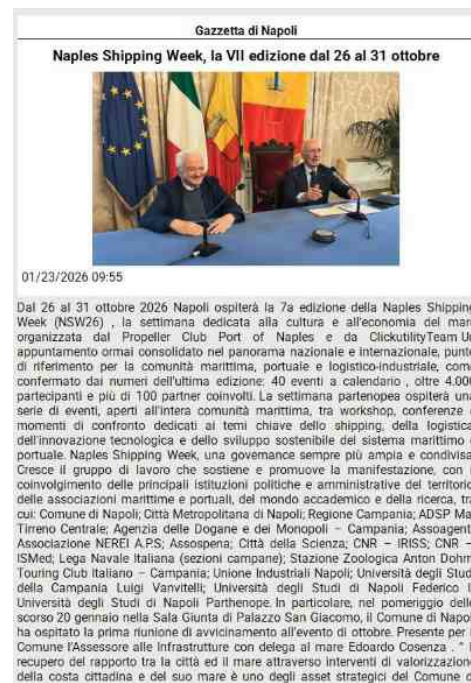 Gazzetta di Napoli
Naples Shipping Week, la VII edizione dal 26 al 31 ottobre
01/23/2026 09:55
Dal 26 al 31 ottobre 2026 Napoli ospiterà la 7a edizione della Naples Shipping
Week (NSW26) , la settimana dedicata alla cultura e all'economia del mare
organizzata dal Propeller Club Port of Naples e da ClickutilityTeam Un
appuntamento ormai consolidato nel panorama nazionale e internazionale, punto
di riferimento per la comunità marittima, portuale e logistico-industriale, come
confermato dai numeri dell'ultima edizione: 40 eventi a calendario , oltre 4.000
partecipanti e più di 100 partner coinvolti. La settimana partenopea ospiterà una
serie di eventi, aperti all'intera comunità marittima, tra workshop, conferenze
momenti di confronto dedicati ai temi chiave dello shipping, della logistica,
dell'innovazione tecnologica e dello sviluppo sostenibile del sistema marittimo
portuale. Naples Shipping Week, una governance sempre più ampia e condivisa.
Cresce il gruppo di lavoro che sostiene e promuove la manifestazione, con
coinvolgimento delle principali istituzioni politiche e amministrative del territorio,
delle associazioni marittime e portuali, del mondo accademico e della ricerca, tra
cui: Comune di Napoli; Città Metropolitana di Napoli; Regione Campania; ADSP Mar
Tirreno Centrale; Agenzia delle Dogane e dei Monopoli – Campania; Assoagenti
Associazione NEREI A.P.S; Assospena; Città della Scienza; CNR – IRISS; CNR –
ISMed; Lega Navale Italiana (sezioni campane); Stazione Zoologica Anton Dohrn
Touring Club Italiano – Campania; Unione Industriali Napoli; Università degli Studi
della Campania Luigi Vanvitelli; Università degli Studi di Napoli Federico I
Università degli Studi di Napoli Parthenope. In particolare, nel pomeriggio dello
scorso 20 gennaio nella Sala Giunta di Palazzo San Giacomo, il Comune di Napoli
ha ospitato la prima riunione di avvicinamento all'evento di ottobre. Presente per i
Comune l'Assessore alle Infrastrutture con delega al mare Edoardo Cosenza . "
recupero del rapporto tra la città ed il mare attraverso interventi di valorizzazione
della costa cittadina e del suo mare è uno degli asset strategici del Comune e